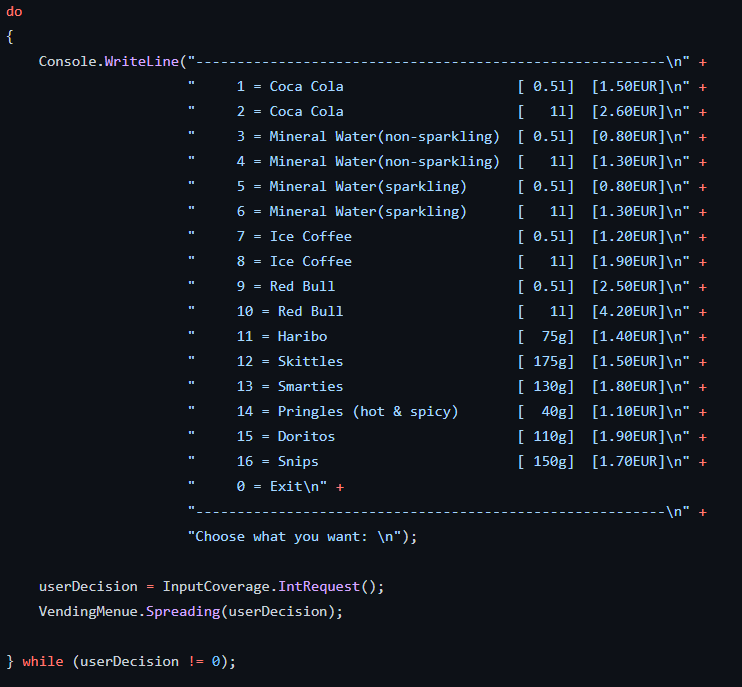 do
{
    Console.WriteLine("---------------------------------------------------------\n" +
                      "     1 = Coca Cola                     [ 0.5l]  [1.50EUR]\n" +
                      "     2 = Coca Cola                     [   1l]  [2.60EUR]\n" +
                      "     3 = Mineral Water(non-sparkling)  [ 0.5l]  [0.80EUR]\n" +
                      "     4 = Mineral Water(non-sparkling)  [   1l]  [1.30EUR]\n" +
                      "     5 = Mineral Water(sparkling)      [ 0.5l]  [0.80EUR]\n" +
                      "     6 = Mineral Water(sparkling)      [   1l]  [1.30EUR]\n" +
                      "     7 = Ice Coffee                    [ 0.5l]  [1.20EUR]\n" +
                      "     8 = Ice Coffee                    [   1l]  [1.90EUR]\n" +
                      "     9 = Red Bull                      [ 0.5l]  [2.50EUR]\n" +
                      "     10 = Red Bull                     [   1l]  [4.20EUR]\n" +
                      "     11 = Haribo                       [  75g]  [1.40EUR]\n" +
                      "     12 = Skittles                     [ 175g]  [1.50EUR]\n" +
                      "     13 = Smarties                     [ 130g]  [1.80EUR]\n" +
                      "     14 = Pringles (hot & spicy)       [  40g]  [1.10EUR]\n" +
                      "     15 = Doritos                      [ 110g]  [1.90EUR]\n" +
                      "     16 = Snips                        [ 150g]  [1.70EUR]\n" +
                      "     0 = Exit\n" +
                      "---------------------------------------------------------\n" +
                      "Choose what you want: \n");
    userDecision = InputCoverage.IntRequest();
    VendingMenue.Spreading(userDecision);
} while (userDecision != 0);